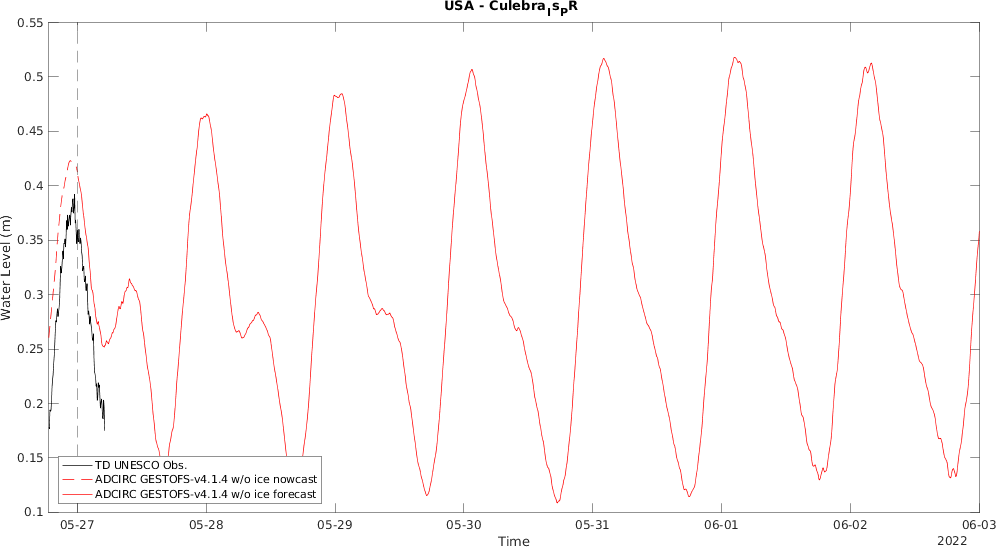 USA - CulebraIsPR
0.55
0.5
0.45
0.4
0.35
0.3
0.25
0.2
0.15
0.1
Water Level (m)
TD UNESCO Obs.
ADCIRC GESTOFS-v4.1.4 w/o ice nowcast
ADCIRC GESTOFS-v4.1.4 w/o ice forecast
05-27 05-28 05-29 05-30 05-31 06-01 06-02 06-03
Time
2022